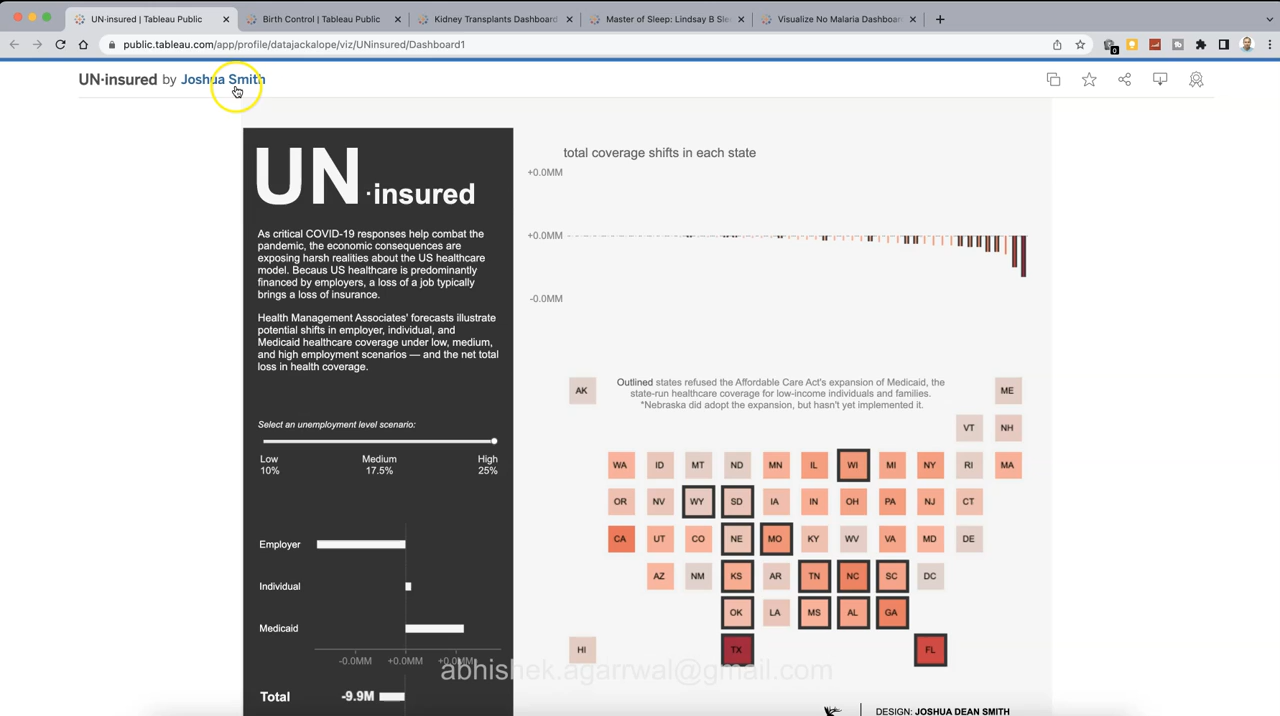 UN·insured | Tableau Public
Birth Control | Tableau Public
Kidney Transplants Dashboard
Master of Sleep: Lindsay B Sle
Visualize No Malaria Dashboar
public.tableau.com/app/profile/datajackalope/viz/UNinsured/Dashboard1
0
UN·insured by Joshua Smith
UN·insured
As critical COVID-19 responses help combat the
pandemic, the economic consequences are
exposing harsh realities about the US healthcare
model. Becaus US healthcare is predominantly
financed by employers, a loss of a job typically
brings a loss of insurance.
Health Management Associates' forecasts illustrate
potential shifts in employer, individual, and
Medicaid healthcare coverage under low, medium,
and high employment scenarios — and the net total
loss in health coverage.
Select an unemployment level scenario:
Low Medium High
10% 17.5% 25%
Employer
Individual
Medicaid
-0.0MM +0.0MM +0.0MM
Total -9.9M
total coverage shifts in each state
+0.0MM
+0.0MM
-0.0MM
Outlined states refused the Affordable Care Act's expansion of Medicaid, the
state-run healthcare coverage for low-income individuals and families.
*Nebraska did adopt the expansion, but hasn't yet implemented it.
AK ME
VT NH
WA ID MT ND MN IL WI MI NY RI MA
OR NV WY SD IA IN OH PA NJ CT
CA UT CO NE MO KY WV VA MD DE
AZ NM KS AR TN NC SC DC
OK LA MS AL GA
HI TX FL
abhishek.agarrwal@gmail.com
DESIGN: JOSHUA DEAN SMITH